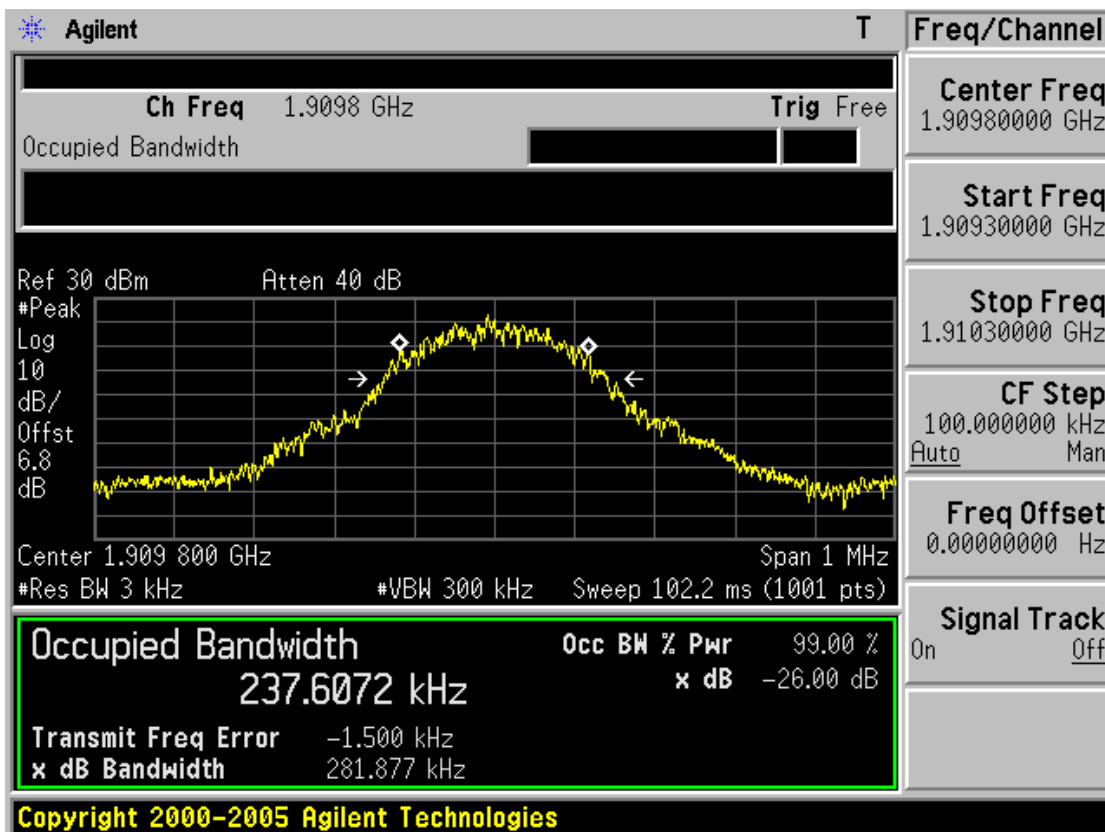 Agilent T
Ch Freq 1.9098 GHz Trig Free
Occupied Bandwidth
Ref 30 dBm Atten 40 dB
#Peak
Log
10
dB/
Offst
6.8
dB
Center 1.909 800 GHz Span 1 MHz
#Res BW 3 kHz #VBW 300 kHz Sweep 102.2 ms (1001 pts)
Occupied Bandwidth Occ BW % Pwr 99.00 %
237.6072 kHz x dB -26.00 dB
Transmit Freq Error -1.500 kHz
x dB Bandwidth 281.877 kHz
Copyright 2000-2005 Agilent Technologies
Freq/Channel
Center Freq
1.90980000 GHz
Start Freq
1.90930000 GHz
Stop Freq
1.91030000 GHz
CF Step
100.000000 kHz
Auto Man
Freq Offset
0.00000000 Hz
Signal Track
On Off